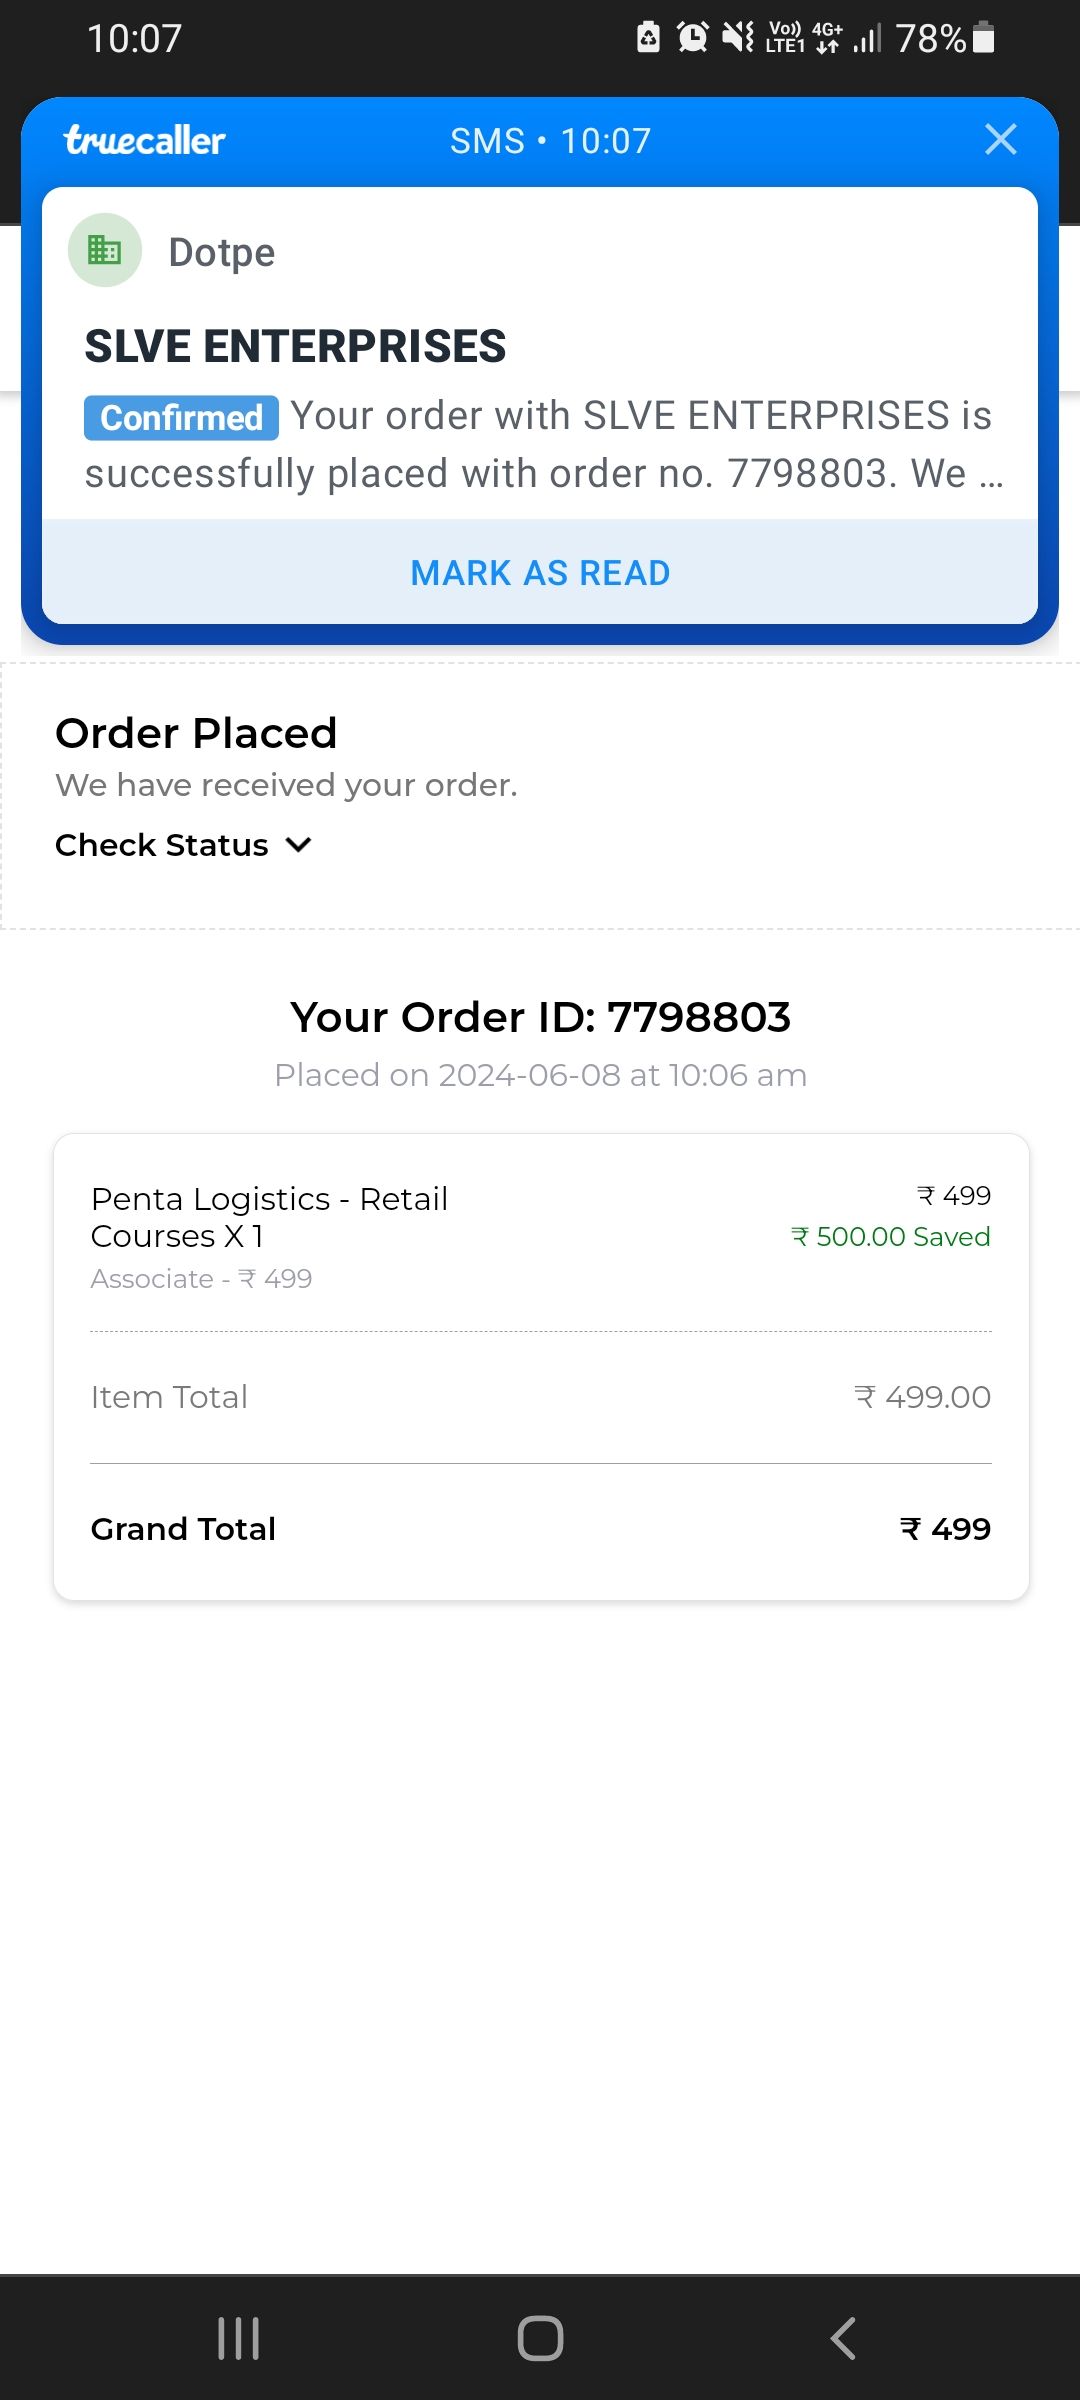 10:07
Vo)) LTE1 4G+ 78%
truecaller
SMS • 10:07
Dotpe
SLVE ENTERPRISES
Confirmed Your order with SLVE ENTERPRISES is
successfully placed with order no. 7798803. We ...
MARK AS READ
Order Placed
We have received your order.
Check Status
Your Order ID: 7798803
Placed on 2024-06-08 at 10:06 am
Penta Logistics - Retail
Courses X 1
₹ 499
₹ 500.00 Saved
Associate - ₹ 499
Item Total ₹ 499.00
Grand Total ₹ 499